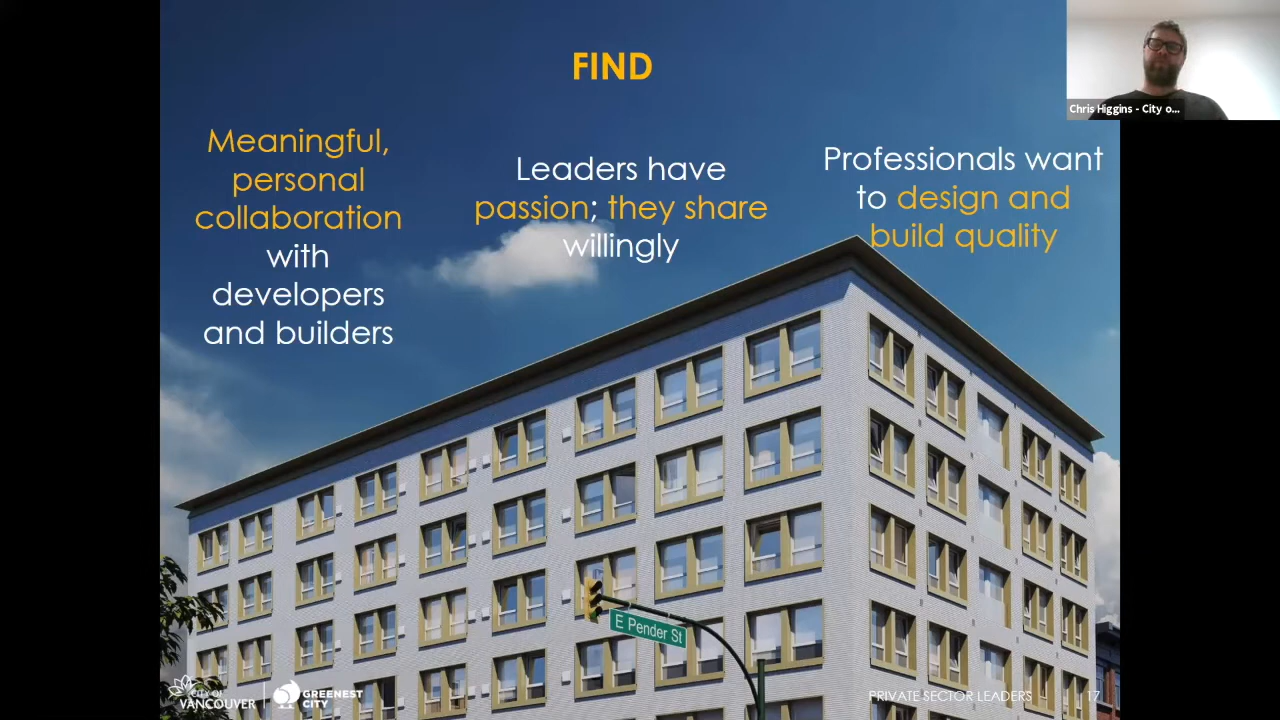 FIND
Meaningful,
personal
collaboration
with
developers
and builders
Leaders have
passion; they share
willingly
Professionals want
to design and
build quality
Chris Higgins - City o...
E Pender St
CITY OF
VANCOUVER
GREENEST
CITY
PRIVATE SECTOR LEADERS
17